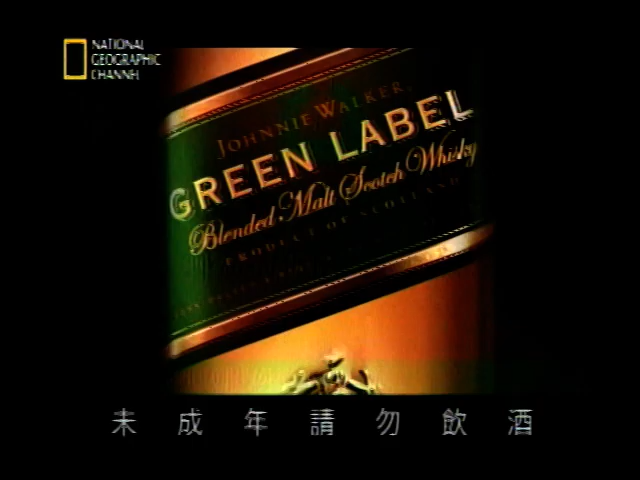 NATIONAL
GEOGRAPHIC
CHANNEL
JOHNNIE WALKER
GREEN LABEL
Blended Malt Scotch Whisky
PRODUCT OF SCOTLAND
未成年請勿飲酒